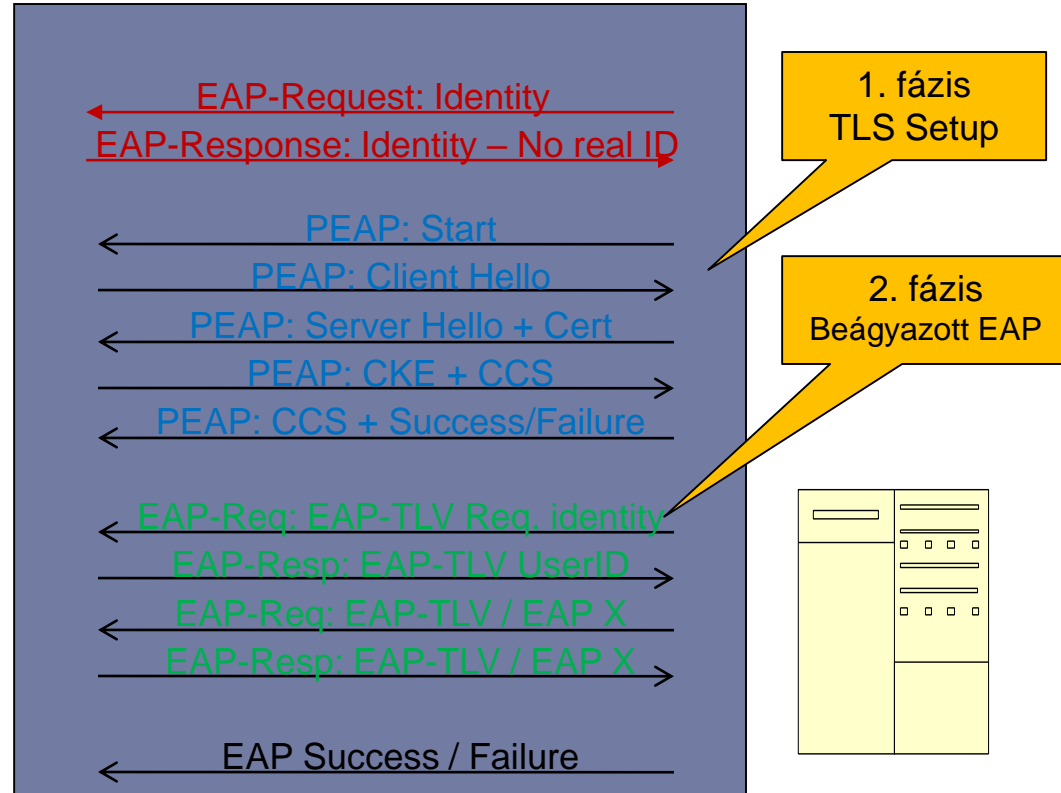 EAP-Request: Identity
EAP-Response: Identity – No real ID
1. fázis
TLS Setup
PEAP: Start
PEAP: Client Hello
PEAP: Server Hello + Cert
PEAP: CKE + CCS
PEAP: CCS + Success/Failure
2. fázis
Beágyazott EAP
EAP-Req: EAP-TLV Req. identity
EAP-Resp: EAP-TLV UserID
EAP-Req: EAP-TLV / EAP X
EAP-Resp: EAP-TLV / EAP X
EAP Success / Failure